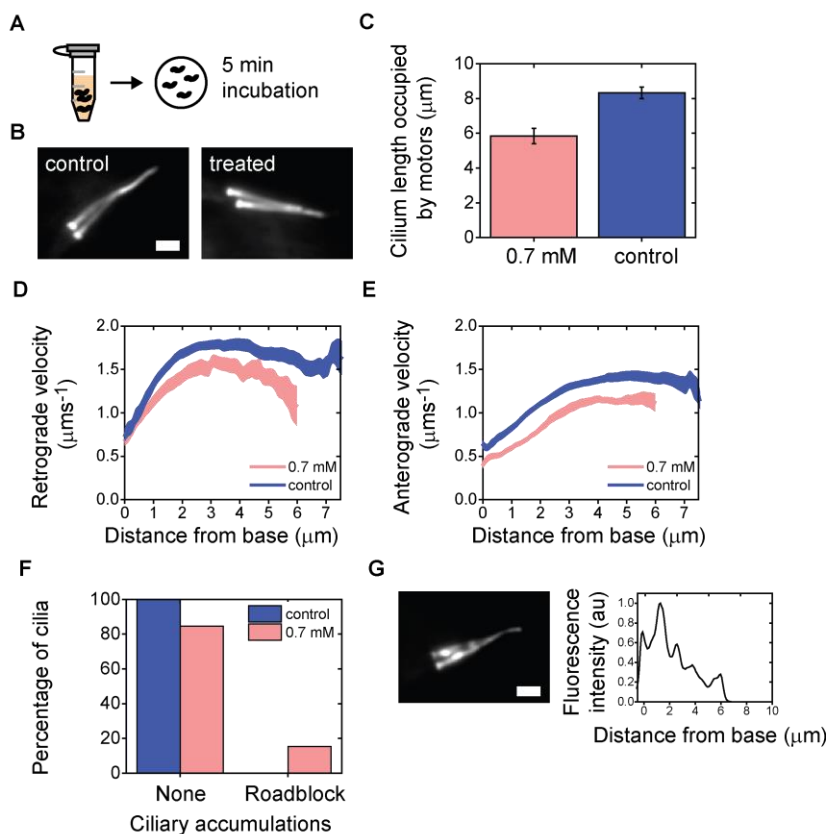 A
5 min
incubation
B
control
treated
C
Cilium length occupied
by motors (μm)
10
8
6
4
2
0
0.7 mM
control
D
Retrograde velocity
(μms-1)
2.0
1.5
1.0
0.5
0.0
0.7 mM
control
0 1 2 3 4 5 6 7
Distance from base (μm)
E
Anterograde velocity
(μms-1)
2.0
1.5
1.0
0.5
0.0
0.7 mM
control
0 1 2 3 4 5 6 7
Distance from base (μm)
F
Percentage of cilia
100
80
60
40
20
0
control
0.7 mM
None Roadblock
Ciliary accumulations
G
Fluorescence
intensity (au)
1.0
0.8
0.6
0.4
0.2
0.0
0 2 4 6 8 10
Distance from base (μm)